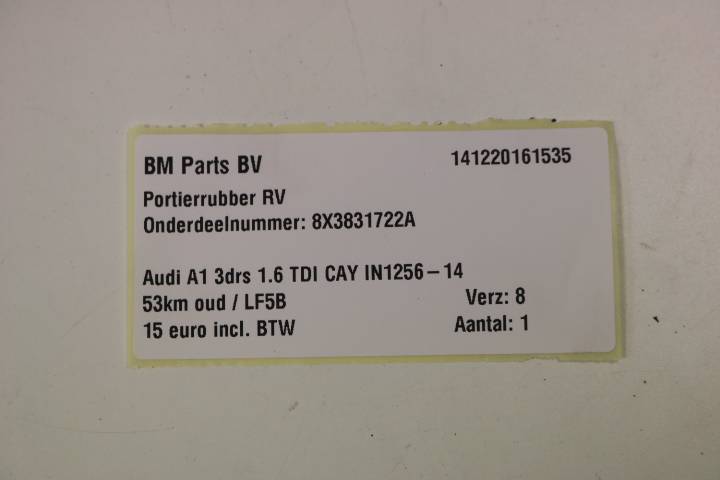 BM Parts BV 141220161535
Portierrubber RV
Onderdeelnummer: 8X3831722A
Audi A1 3drs 1.6 TDI CAY IN1256-14
53km oud / LF5B Verz: 8
15 euro incl. BTW Aantal: 1